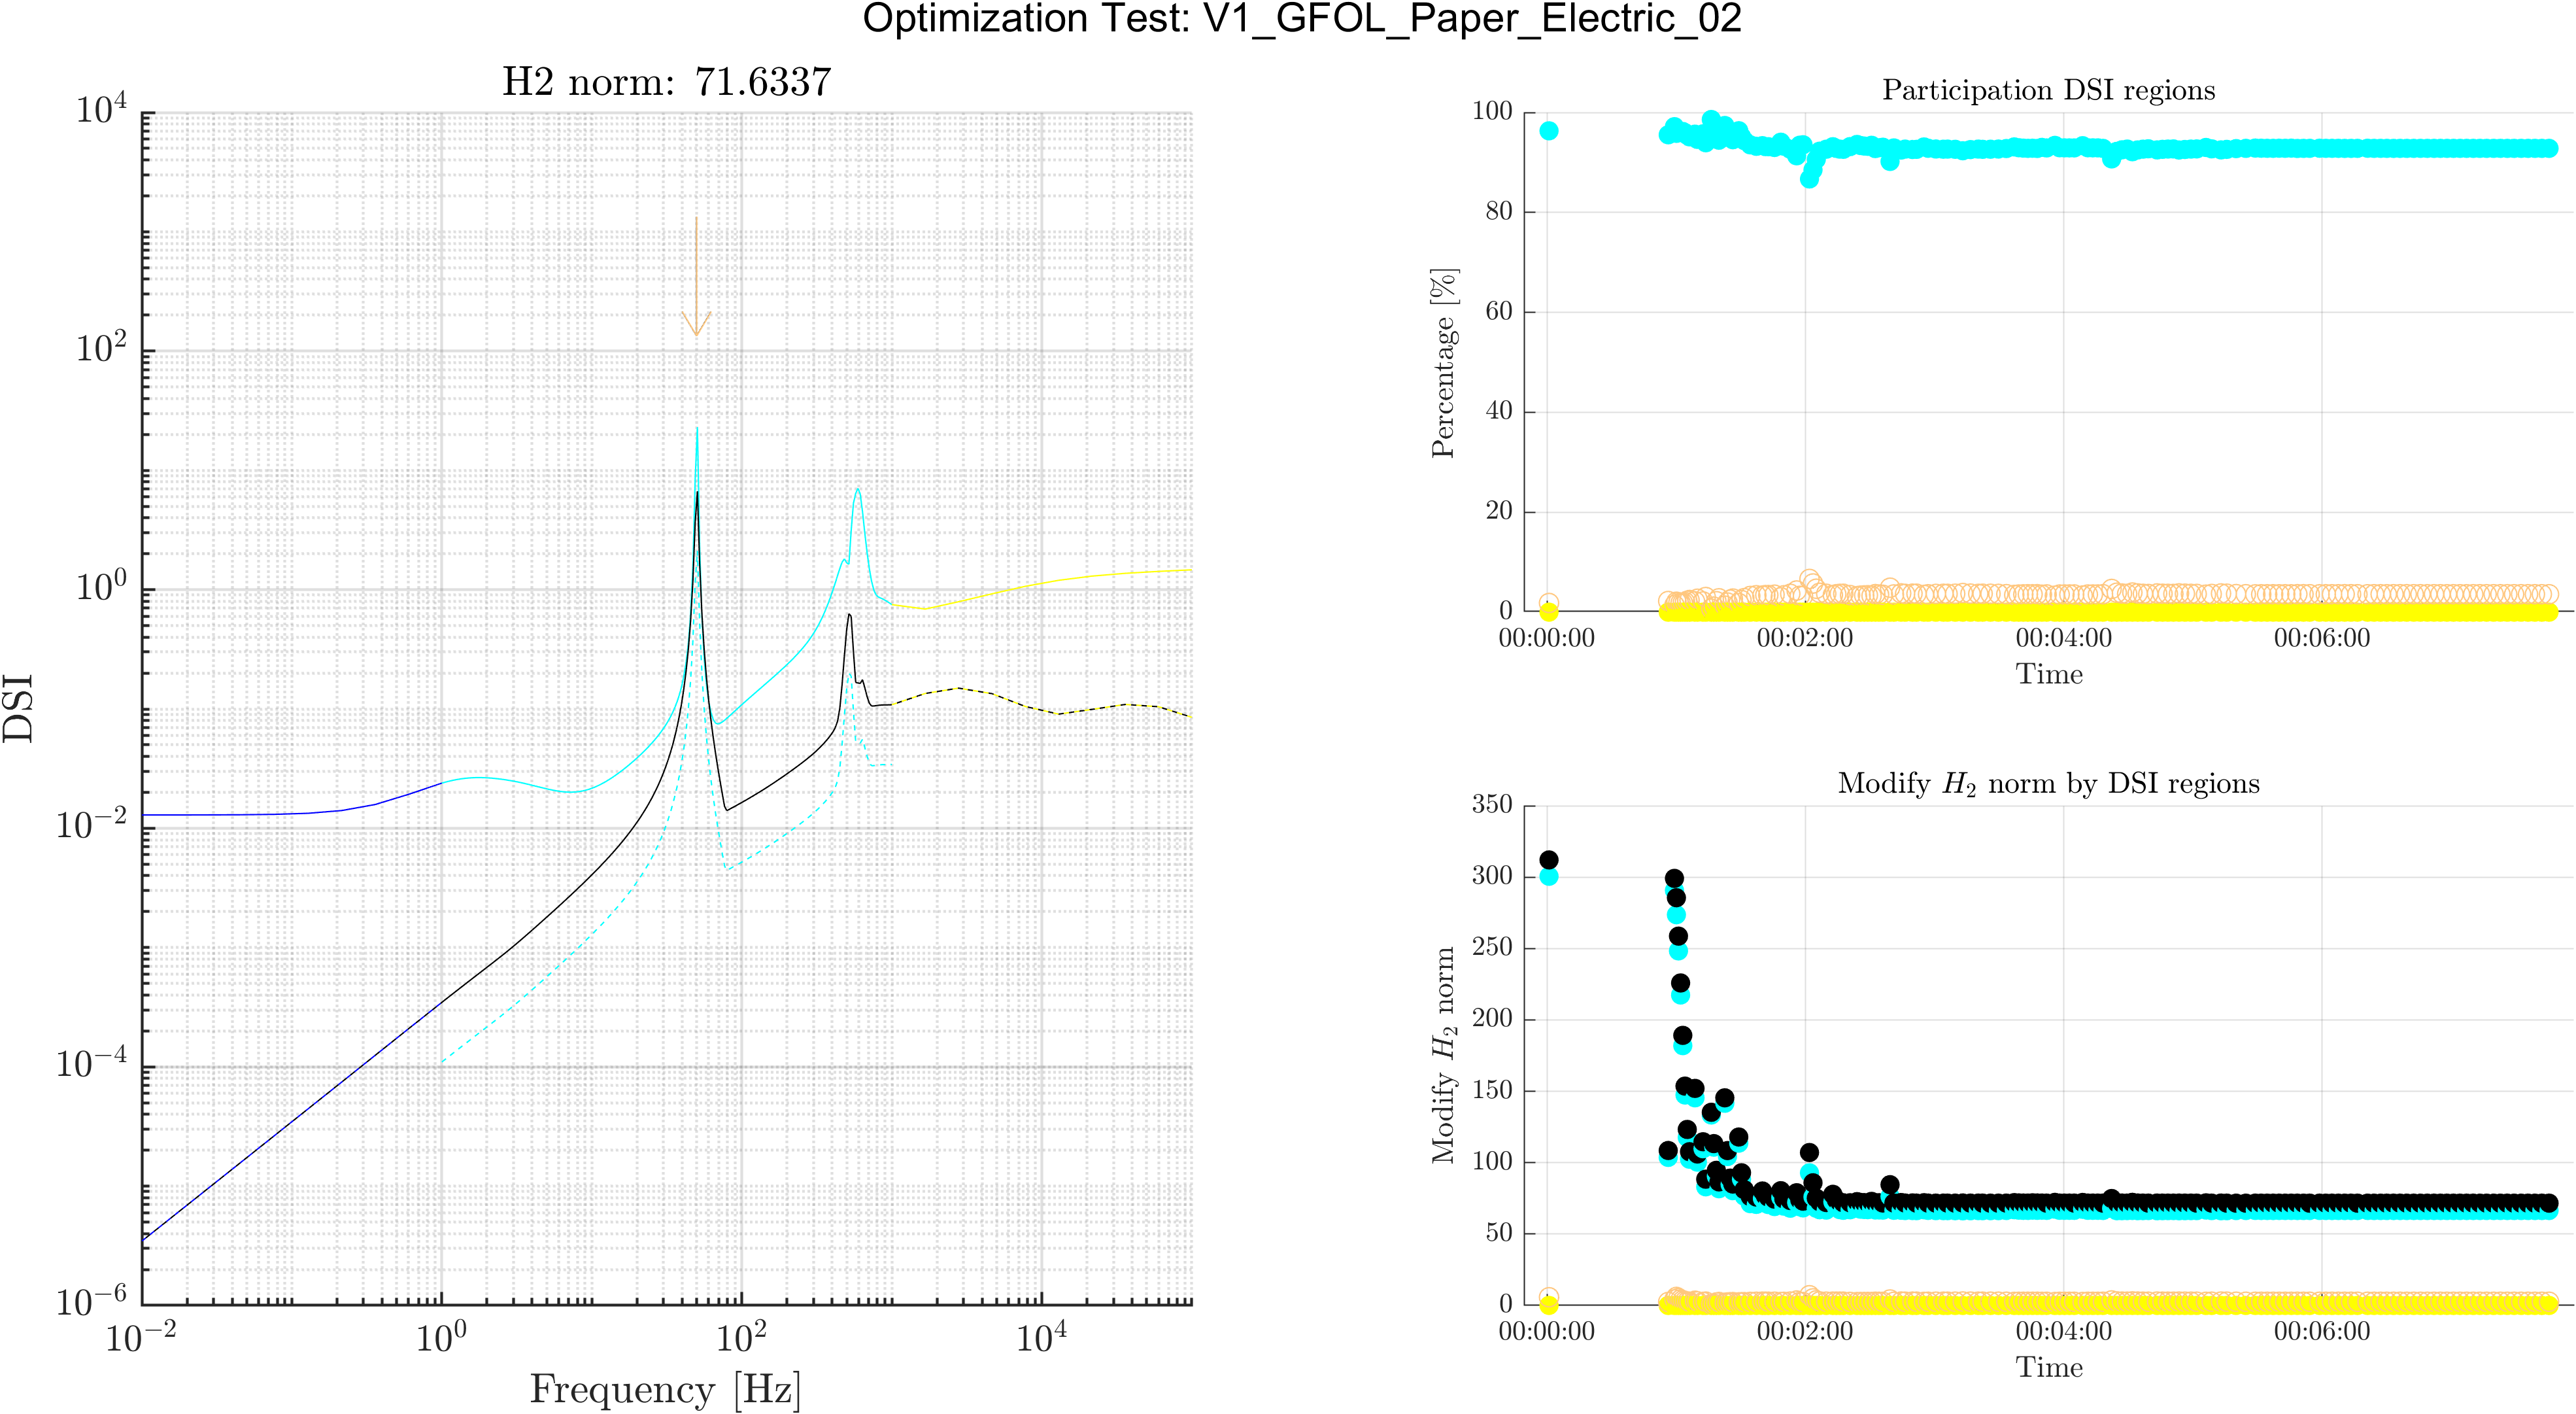 Optimization Test: V1_GFOL_Paper_Electric_02
H2 norm: 71.6337
10^4
10^2
10^0
10^−2
10^−4
10^−6
DSI
10^−2 10^0 10^2 10^4
Frequency [Hz]
Participation DSI regions
100
80
60
40
20
0
Percentage [%]
00:00:00 00:02:00 00:04:00 00:06:00
Time
Modify H_2 norm by DSI regions
350
300
250
200
150
100
50
0
Modify H_2 norm
00:00:00 00:02:00 00:04:00 00:06:00
Time